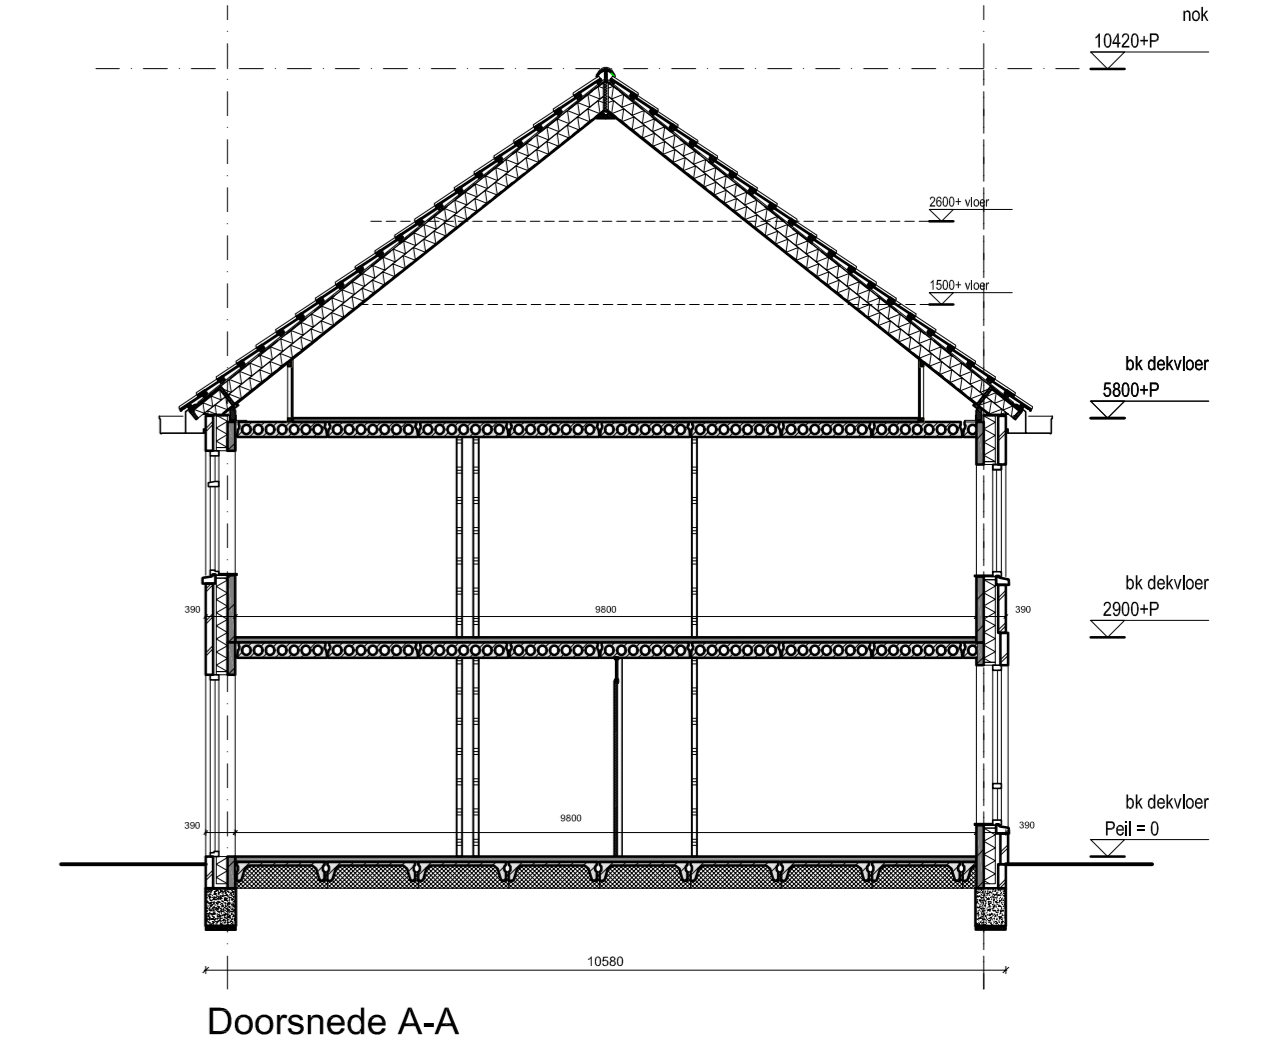 nok
10420+P
2600+ vloer
1500+ vloer
bk dekvloer
5800+P
bk dekvloer
390 9800 390 2900+P
bk dekvloer
390 9800 390 Peil = 0
10580
Doorsnede A-A